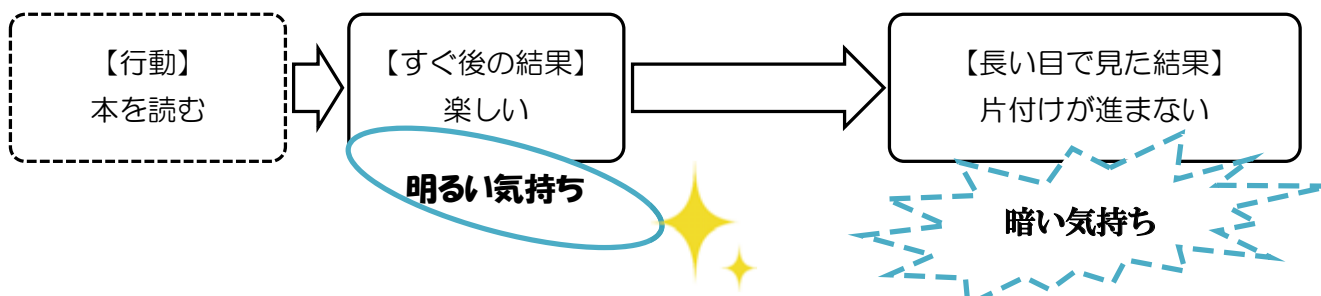 【行動】
本を読む
【すぐ後の結果】
楽しい
明るい気持ち
【長い目で見た結果】
片付けが進まない
暗い気持ち